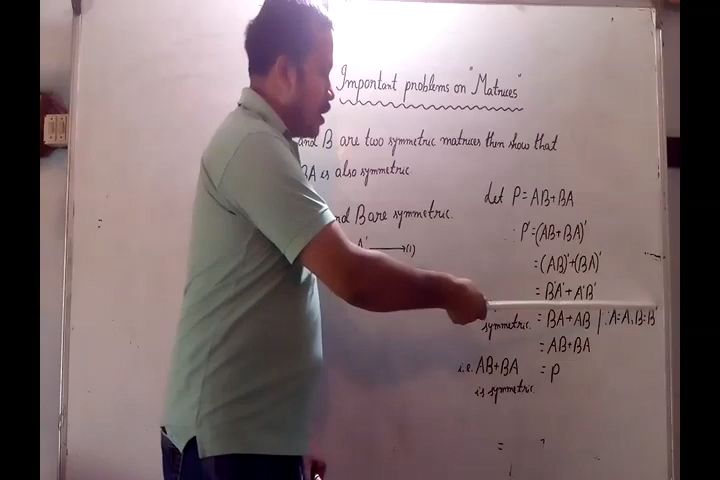 Important problems on "Matrices"
and B are two symmetric matrices then show that
BA is also symmetric.
and B are symmetric.
A' → (1)
Let P = AB+BA
∴ P' = (AB+BA)'
= (AB)'+(BA)'
= B'A' + A'B'
symmetric. = BA + AB | ∵ A=A', B=B'
= AB+BA
i.e. AB+BA = P
is symmetric.
=